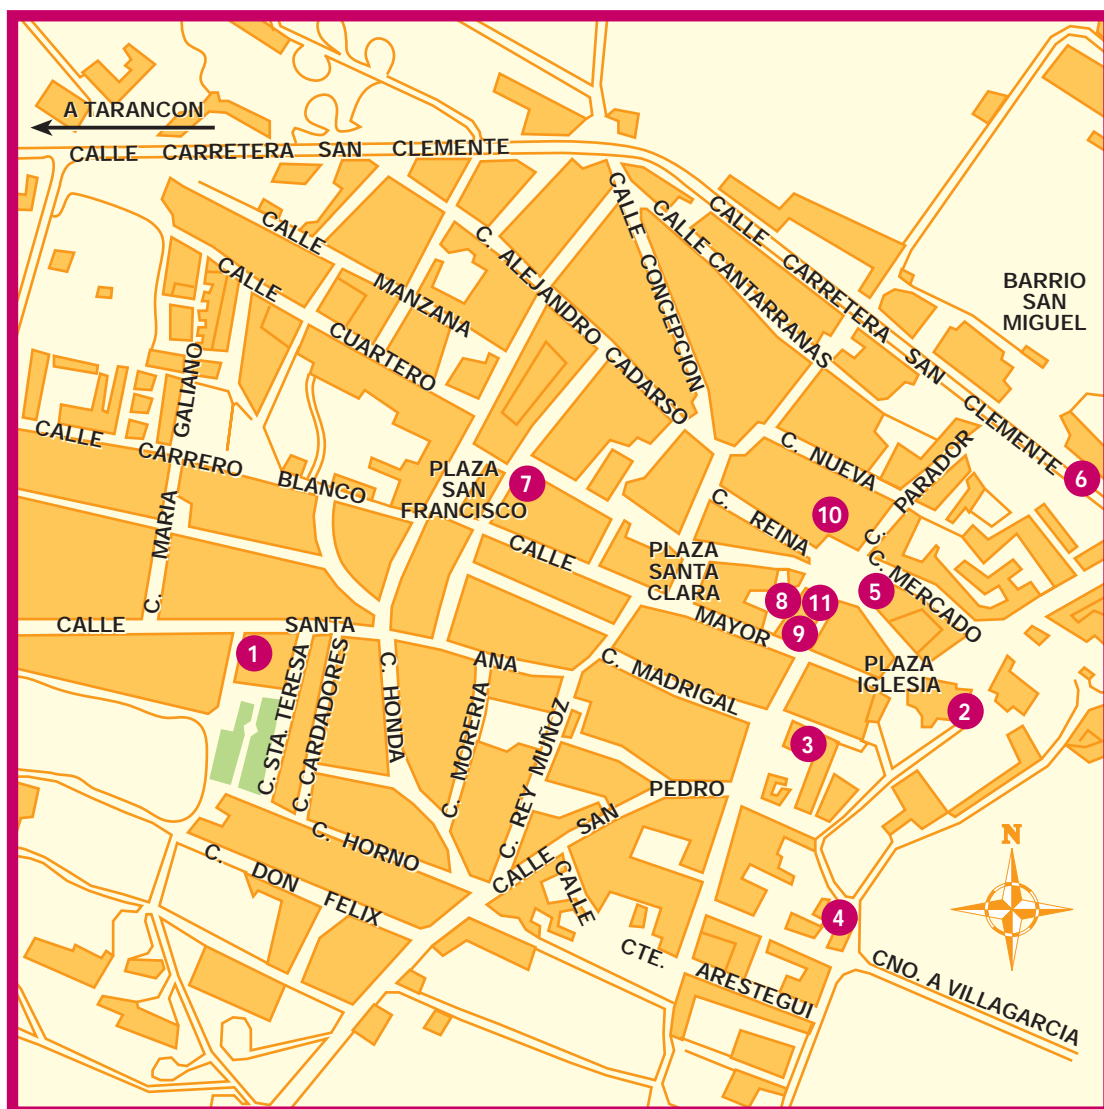 A TARANCON
CALLE CARRETERA SAN CLEMENTE
CALLE MANZANA
CALLE CUARTERO
C. ALEJANDRO CADARSO
CALLE CONCEPCION
CALLE CANTARRANAS
CALLE CARRETERA SAN CLEMENTE
BARRIO
SAN
MIGUEL
C. MARIA GALIANO
CALLE CARRERO BLANCO
PLAZA
SAN
FRANCISCO
7
C. NUEVA
C. PARADOR
6
C. REINA
10
C. MERCADO
5
PLAZA
SANTA
CLARA
8
11
9
CALLE MAYOR
PLAZA
IGLESIA
2
CALLE SANTA ANA
1
C. STA. TERESA
C. CARDADORES
C. HONDA
C. MORERIA
C. REY MUÑOZ
C. MADRIGAL
3
CALLE SAN PEDRO
C. HORNO
C. DON FELIX
CALLE CTE. ARESTEGUI
4
N
CNO. A VILLAGARCIA